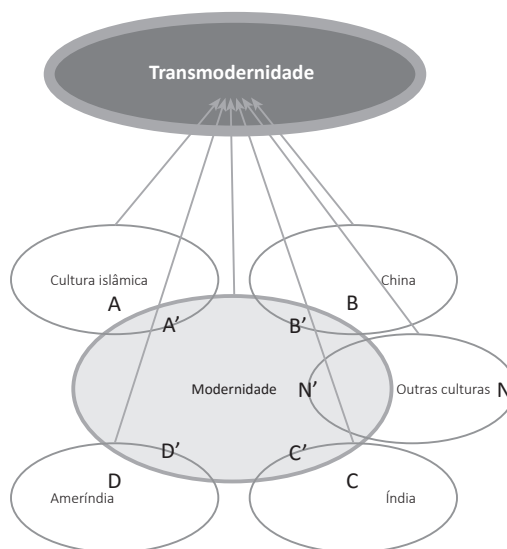 Transmodernidade
Cultura islâmica
A
China
B
A’
B’
Modernidade
N’
Outras culturas
N
D’
C’
D
Ameríndia
C
Índia